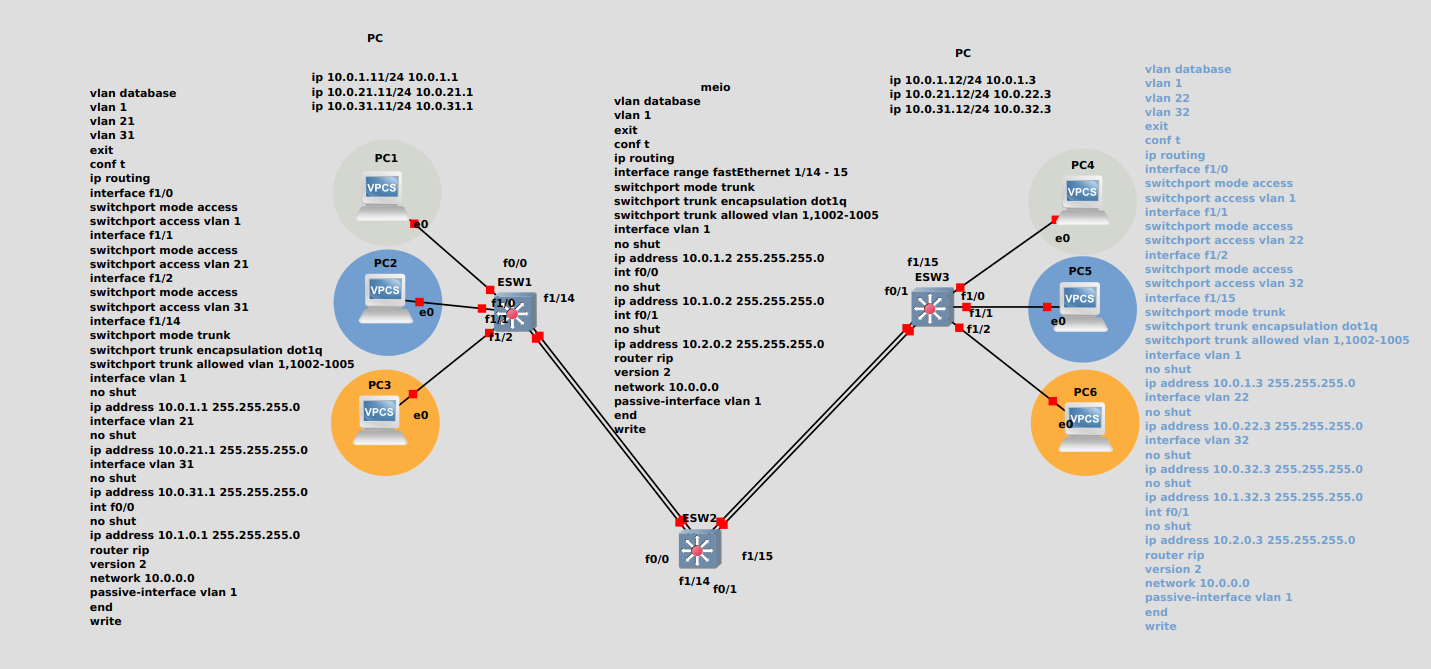 PC
ip 10.0.1.11/24 10.0.1.1
ip 10.0.21.11/24 10.0.21.1
ip 10.0.31.11/24 10.0.31.1
vlan database
vlan 1
vlan 21
vlan 31
exit
conf t
ip routing
interface f1/0
switchport mode access
switchport access vlan 1
interface f1/1
switchport mode access
switchport access vlan 21
interface f1/2
switchport mode access
switchport access vlan 31
interface f1/14
switchport mode trunk
switchport trunk encapsulation dot1q
switchport trunk allowed vlan 1,1002-1005
interface vlan 1
no shut
ip address 10.0.1.1 255.255.255.0
interface vlan 21
no shut
ip address 10.0.21.1 255.255.255.0
interface vlan 31
no shut
ip address 10.0.31.1 255.255.255.0
int f0/0
no shut
ip address 10.1.0.1 255.255.255.0
router rip
version 2
network 10.0.0.0
passive-interface vlan 1
end
write
PC1
VPCS
e0
PC2
VPCS
e0
PC3
VPCS
e0
f0/0
ESW1
f1/14
f1/0
f1/1
f1/2
meio
vlan database
vlan 1
exit
conf t
ip routing
interface range fastEthernet 1/14 - 15
switchport mode trunk
switchport trunk encapsulation dot1q
switchport trunk allowed vlan 1,1002-1005
interface vlan 1
no shut
ip address 10.0.1.2 255.255.255.0
int f0/0
no shut
ip address 10.1.0.2 255.255.255.0
int f0/1
no shut
ip address 10.2.0.2 255.255.255.0
router rip
version 2
network 10.0.0.0
passive-interface vlan 1
end
write
ESW2
f0/0
f1/15
f1/14
f0/1
PC
ip 10.0.1.12/24 10.0.1.3
ip 10.0.21.12/24 10.0.22.3
ip 10.0.31.12/24 10.0.32.3
f1/15
ESW3
f0/1
f1/0
f1/1
f1/2
PC4
VPCS
e0
PC5
VPCS
e0
PC6
VPCS
e0
vlan database
vlan 1
vlan 22
vlan 32
exit
conf t
ip routing
interface f1/0
switchport mode access
switchport access vlan 1
interface f1/1
switchport mode access
switchport access vlan 22
interface f1/2
switchport mode access
switchport access vlan 32
interface f1/15
switchport mode trunk
switchport trunk encapsulation dot1q
switchport trunk allowed vlan 1,1002-1005
interface vlan 1
no shut
ip address 10.0.1.3 255.255.255.0
interface vlan 22
no shut
ip address 10.0.22.3 255.255.255.0
interface vlan 32
no shut
ip address 10.0.32.3 255.255.255.0
no shut
ip address 10.1.32.3 255.255.255.0
int f0/1
no shut
ip address 10.2.0.3 255.255.255.0
router rip
version 2
network 10.0.0.0
passive-interface vlan 1
end
write